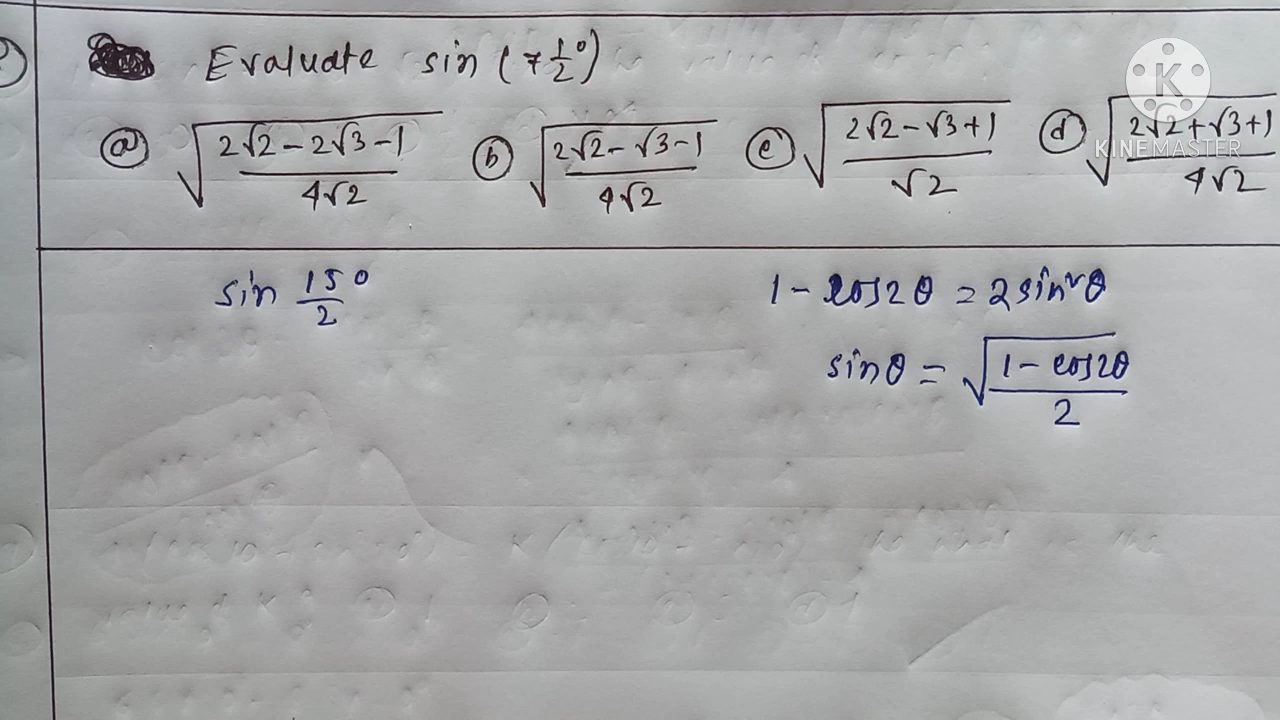 Evaluate sin (7 1/2°)
ⓐ √((2√2 - 2√3 - 1)/(4√2)) ⓑ √((2√2 - √3 - 1)/(4√2)) ⓒ √((2√2 - √3 + 1)/(√2)) ⓓ √((2√2 + √3 + 1)/(4√2))
KINEMASTER
sin 15°/2
1 - cos2θ = 2sin²θ
sinθ = √((1 - cos2θ)/2)